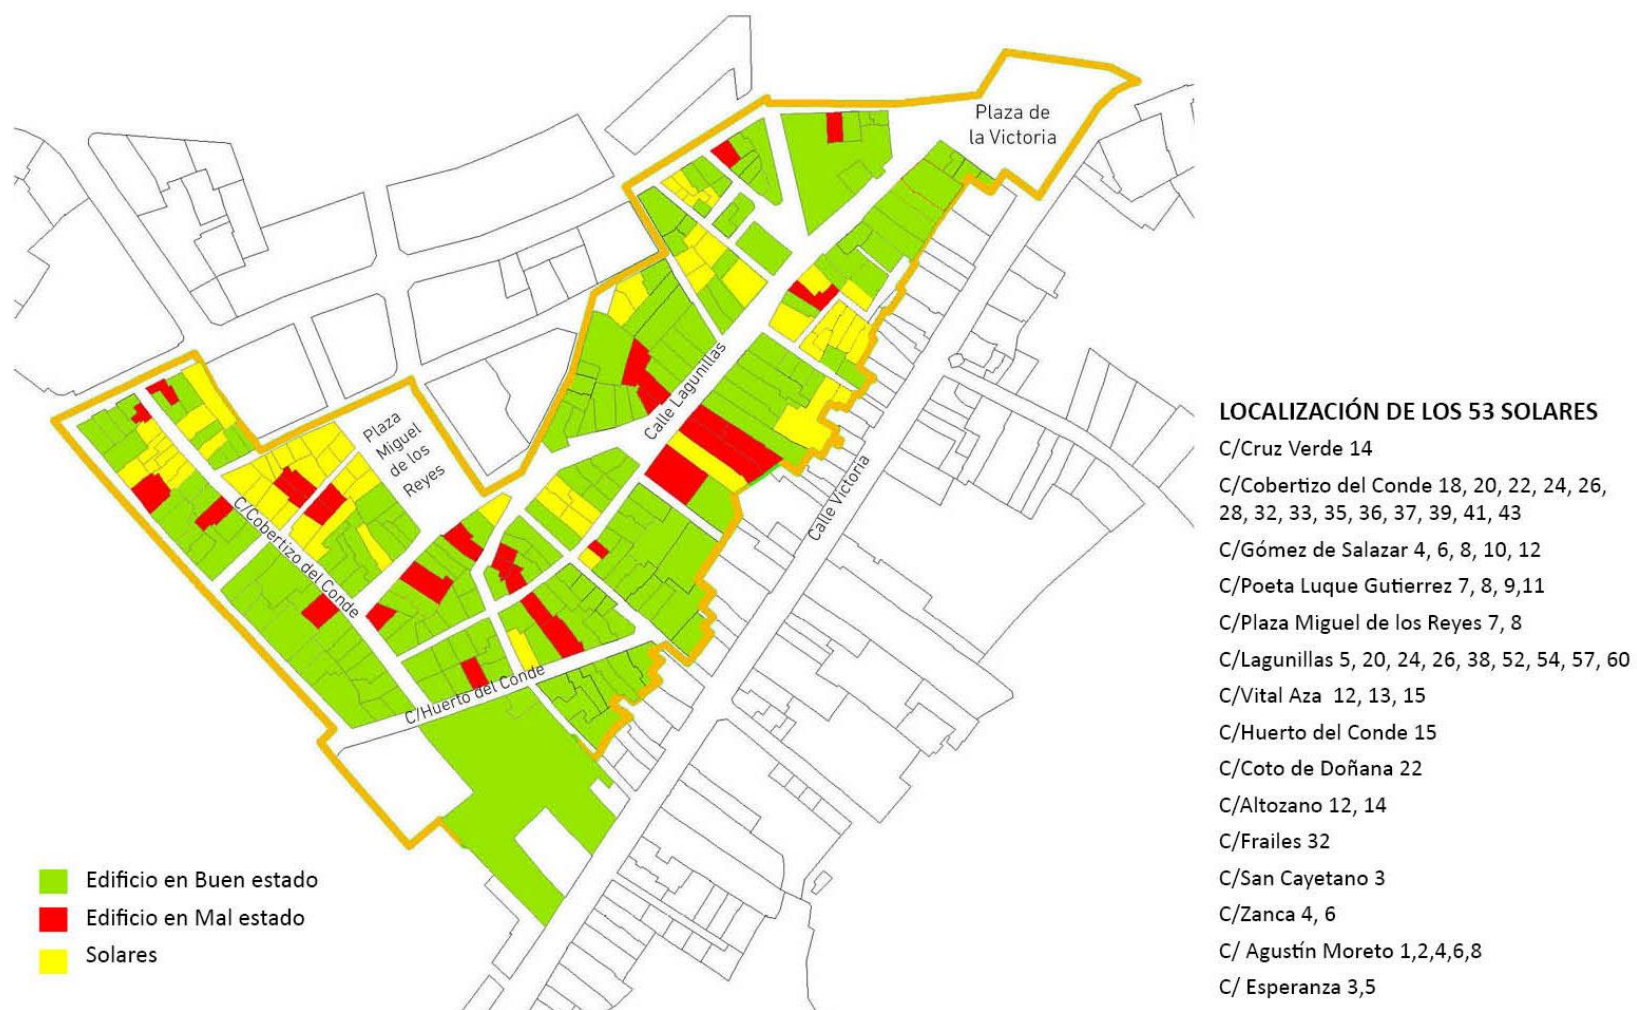 Plaza de
la Victoria
Calle Lagunillas
Plaza
Miguel
de los
Reyes
Calle Victoria
C/Cobertizo del Conde
C/Huerto del Conde
Edificio en Buen estado
Edificio en Mal estado
Solares
LOCALIZACIÓN DE LOS 53 SOLARES
C/Cruz Verde 14
C/Cobertizo del Conde 18, 20, 22, 24, 26,
28, 32, 33, 35, 36, 37, 39, 41, 43
C/Gómez de Salazar 4, 6, 8, 10, 12
C/Poeta Luque Gutierrez 7, 8, 9,11
C/Plaza Miguel de los Reyes 7, 8
C/Lagunillas 5, 20, 24, 26, 38, 52, 54, 57, 60
C/Vital Aza  12, 13, 15
C/Huerto del Conde 15
C/Coto de Doñana 22
C/Altozano 12, 14
C/Frailes 32
C/San Cayetano 3
C/Zanca 4, 6
C/ Agustín Moreto 1,2,4,6,8
C/ Esperanza 3,5